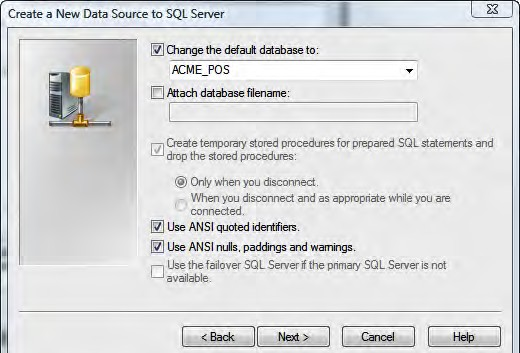 Create a New Data Source to SQL Server
Change the default database to:
ACME_POS
Attach database filename:
Create temporary stored procedures for prepared SQL statements and
drop the stored procedures:
Only when you disconnect.
When you disconnect and as appropriate while you are
connected.
Use ANSI quoted identifiers.
Use ANSI nulls, paddings and warnings.
Use the failover SQL Server if the primary SQL Server is not
available.
< Back
Next >
Cancel
Help